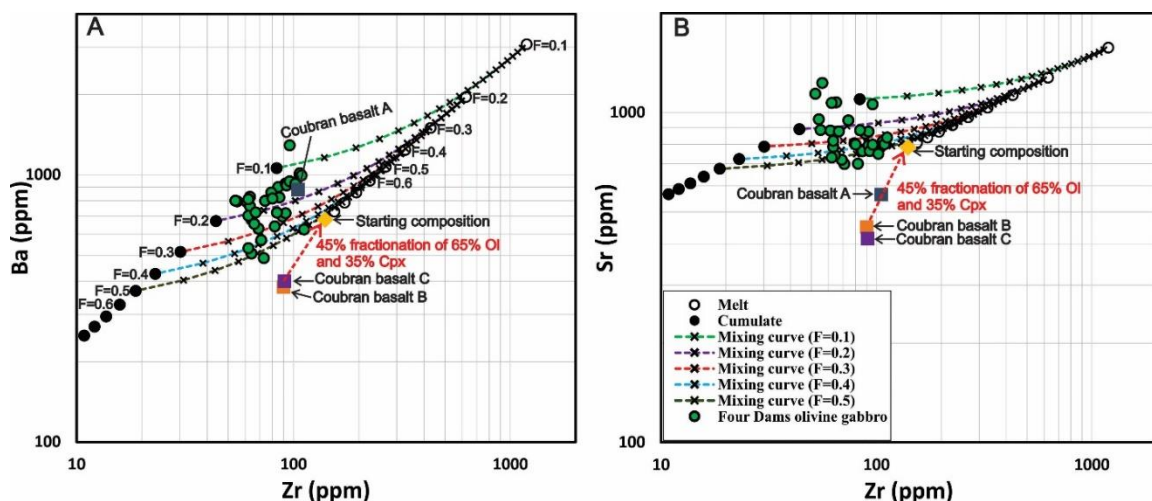 A
Ba (ppm)
1000
100
10
100
1000
Zr (ppm)
Coubran basalt A
F=0.1
F=0.2
F=0.3
F=0.4
F=0.5
F=0.6
F=0.1
F=0.2
F=0.3
F=0.4
F=0.5
F=0.6
Starting composition
45% fractionation of 65% Ol
and 35% Cpx
Coubran basalt C
Coubran basalt B
B
Sr (ppm)
1000
100
10
100
1000
Zr (ppm)
Starting composition
Coubran basalt A
45% fractionation of 65% Ol
and 35% Cpx
Coubran basalt B
Coubran basalt C
Melt
Cumulate
Mixing curve (F=0.1)
Mixing curve (F=0.2)
Mixing curve (F=0.3)
Mixing curve (F=0.4)
Mixing curve (F=0.5)
Four Dams olivine gabbro